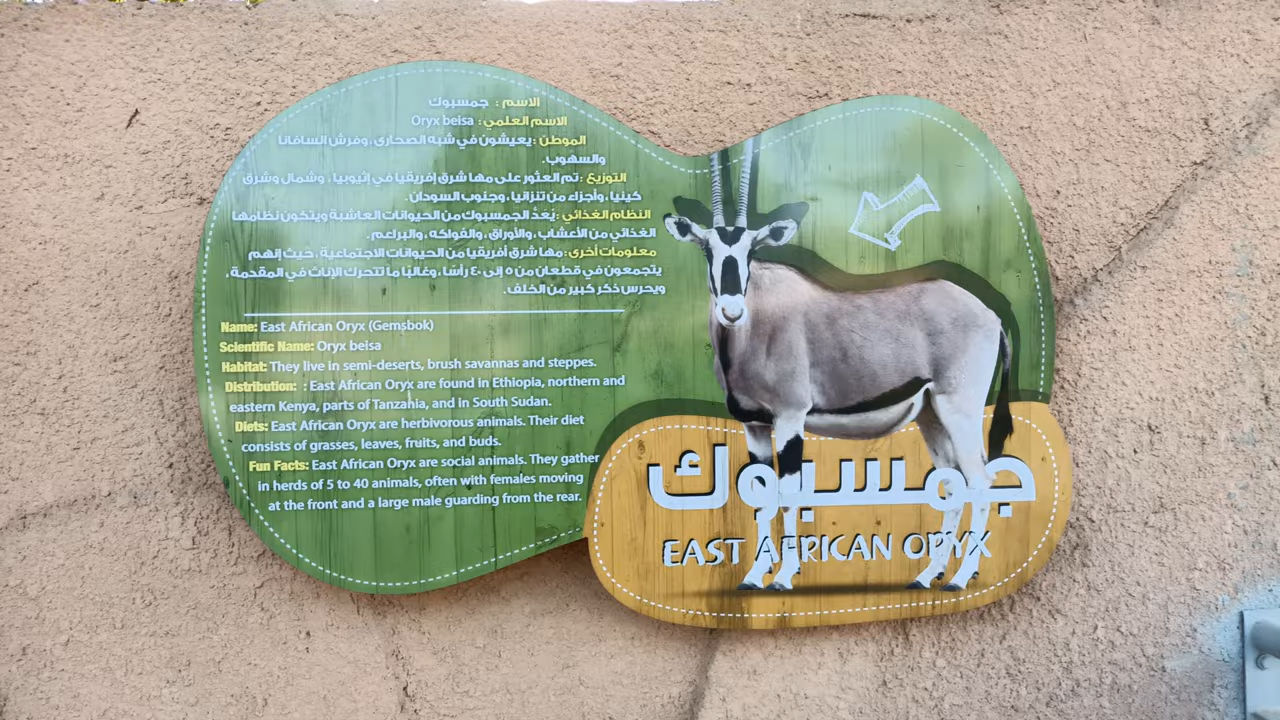 الاسم : جمسبوك
الاسم العلمي : Oryx beisa
الموطن :يعيشون في شبه الصحاري ، وفرش السافانا
والسهوب.
التوزيع :تم العثور على مها شرق إفريقيا في إثيوبيا ، وشمال وشرق
كينيا ، وأجزاء من تنزانيا ، وجنوب السودان.
النظام الغذائي :يُعَدّ الجمسبوك من الحيوانات العاشبة ويتكون نظامها
الغذائي من الأعشاب ، والأوراق ، والفواكه ، والبراعم .
معلومات أخرى :مها شرق أفريقيا من الحيوانات الاجتماعية ، حيث إنهم
يتجمعون في قطعان من ٥ إلى ٤٠ رأسًا ، وغالبًا ما تتحرك الإناث في المقدمة ،
ويحرس ذكر كبير من الخلف.
Name: East African Oryx (Gemsbok)
Scientific Name: Oryx beisa
Habitat: They live in semi-deserts, brush savannas and steppes.
Distribution: : East African Oryx are found in Ethiopia, northern and
eastern Kenya, parts of Tanzania, and in South Sudan.
Diets: East African Oryx are herbivorous animals. Their diet
consists of grasses, leaves, fruits, and buds.
Fun Facts: East African Oryx are social animals. They gather
in herds of 5 to 40 animals, often with females moving
at the front and a large male guarding from the rear.
جمسبوك
EAST AFRICAN ORYX